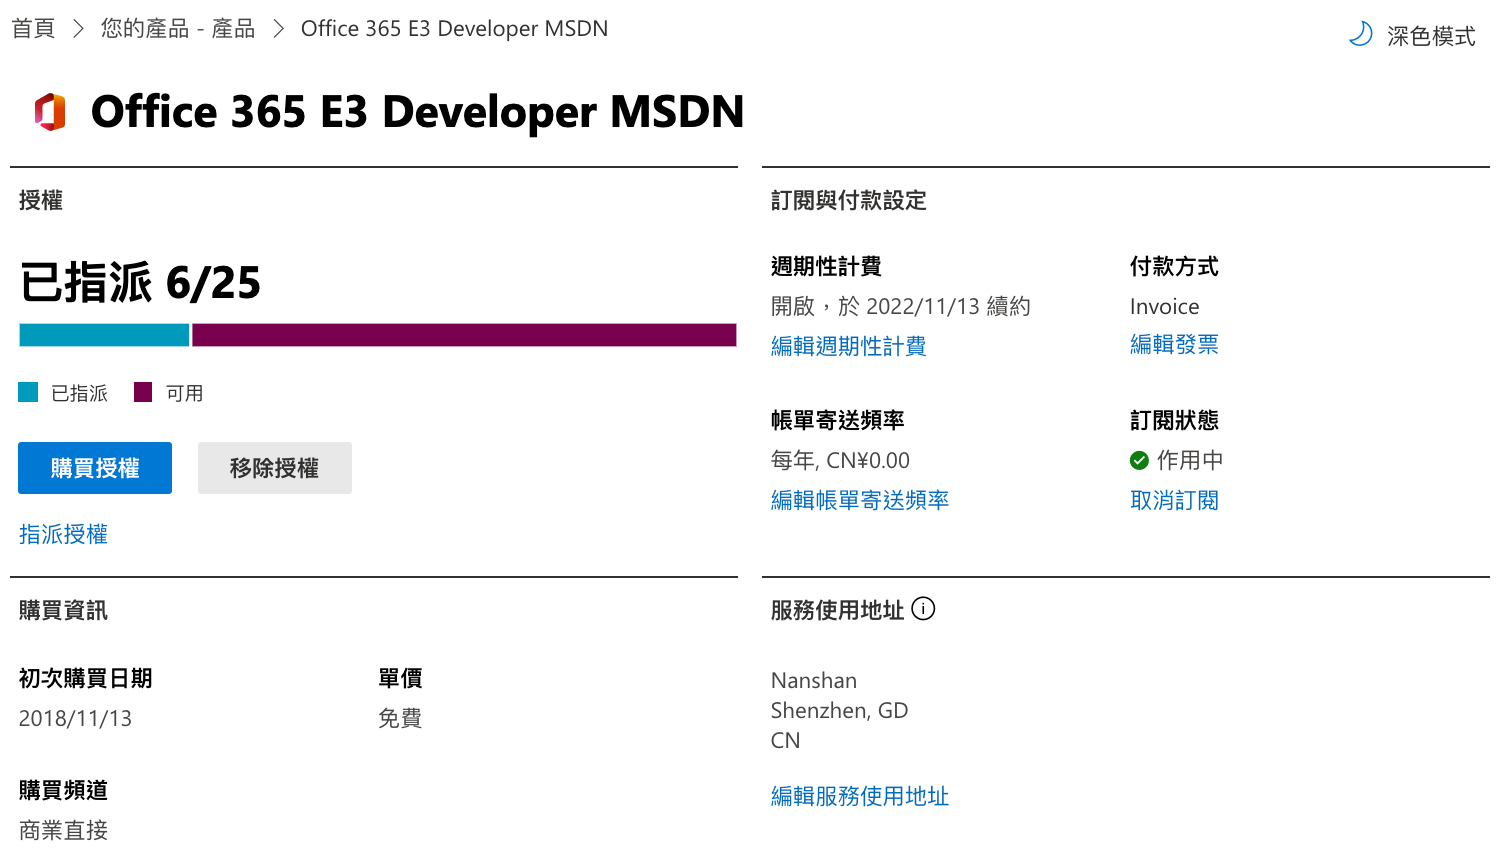 首頁 > 您的產品 - 產品 > Office 365 E3 Developer MSDN
深色模式
Office 365 E3 Developer MSDN
授權
已指派 6/25
已指派 可用
購買授權 移除授權
指派授權
訂閱與付款設定
週期性計費
開啟，於 2022/11/13 續約
編輯週期性計費
付款方式
Invoice
編輯發票
帳單寄送頻率
每年, CN¥0.00
編輯帳單寄送頻率
訂閱狀態
作用中
取消訂閱
購買資訊
初次購買日期
2018/11/13
單價
免費
購買頻道
商業直接
服務使用地址
Nanshan
Shenzhen, GD
CN
編輯服務使用地址